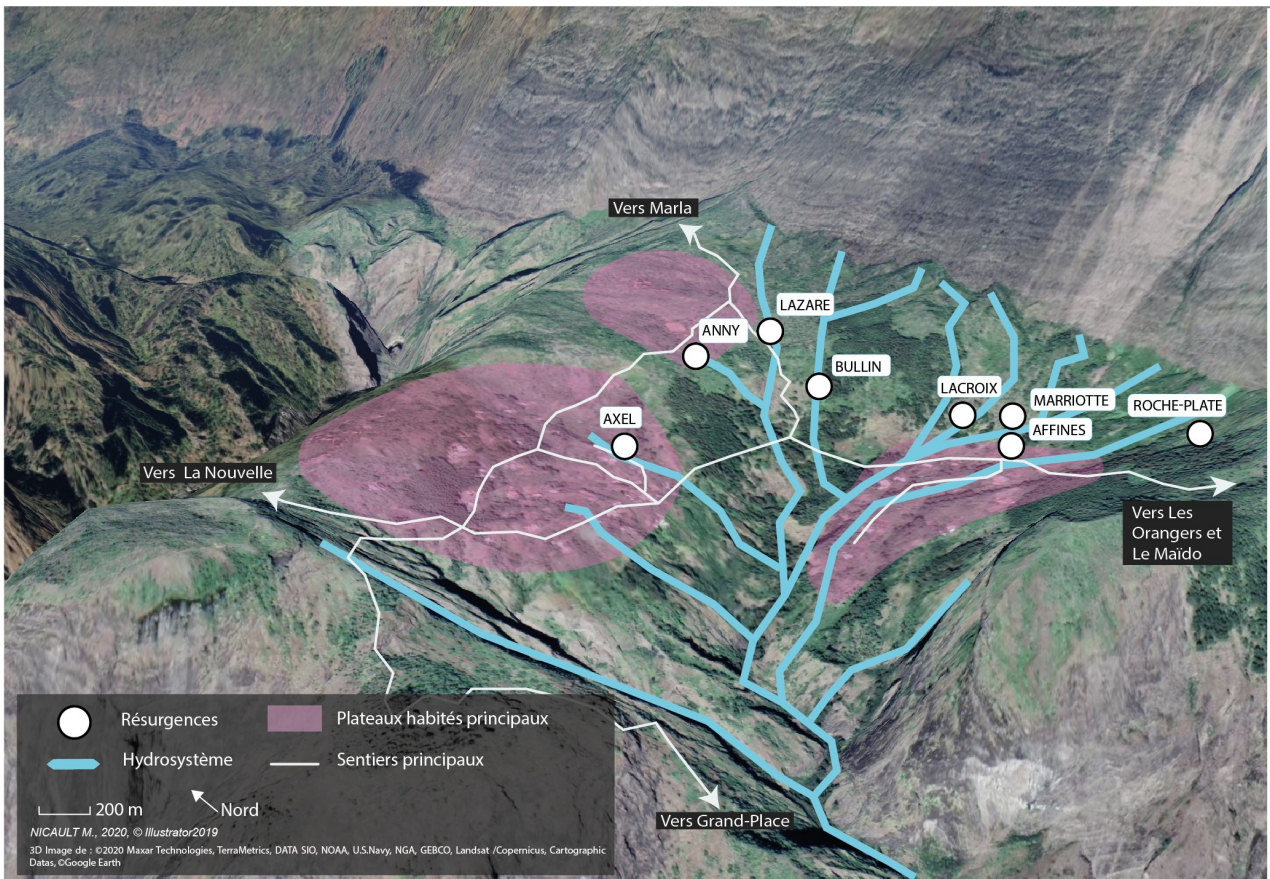 Vers Marla
LAZARE
ANNY
BULLIN
LACROIX
MARRIOTTE
ROCHE-PLATE
AXEL
AFFINES
Vers La Nouvelle
Vers Les
Orangers et
Le Maïdo
Résurgences
Plateaux habités principaux
Hydrosystème
Sentiers principaux
Nord
200 m
Vers Grand-Place
NICAULT M., 2020, © Illustrator2019
3D Image de : ©2020 Maxar Technologies, TerraMetrics, DATA SIO, NOAA, U.S.Navy, NGA, GEBCO, Landsat /Copernicus, Cartographic
Datas, ©Google Earth